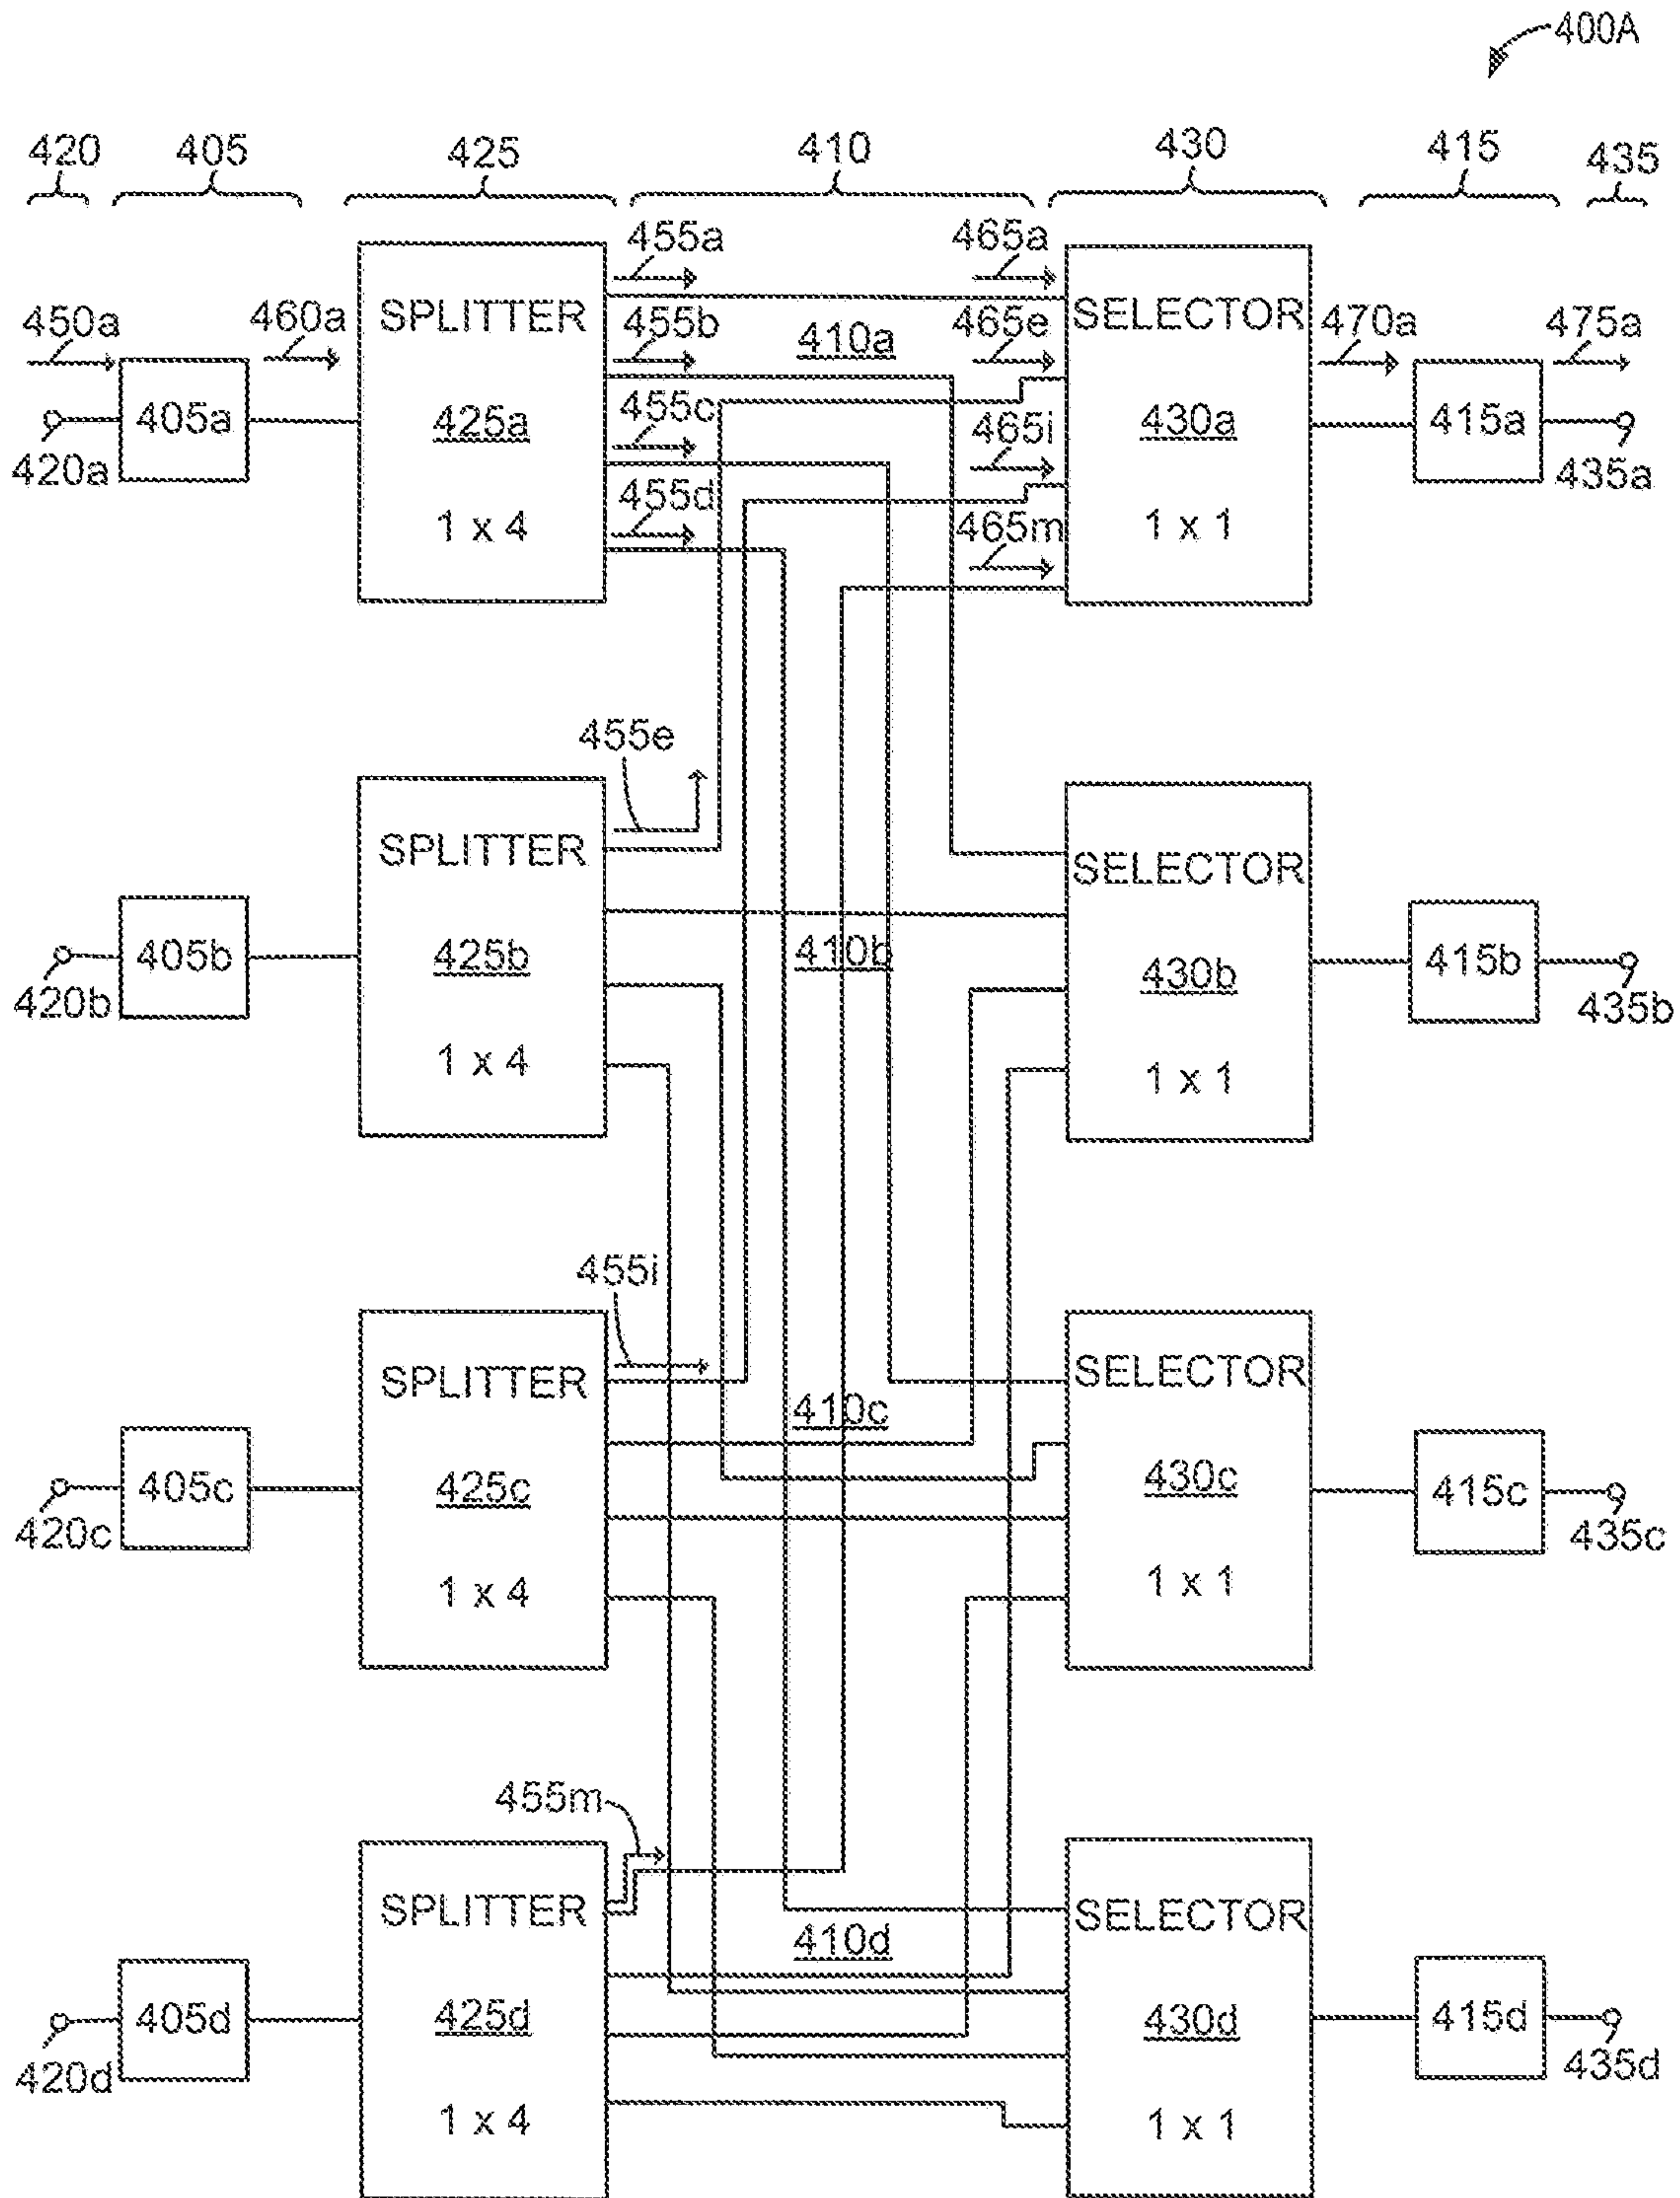 400A
420 405 425 410 430 415 435
455a 465a
450a 460a SPLITTER 455b 410a 465e SELECTOR 470a 475a
405a 425a 455c 465i 430a 415a
420a 455d 435a
1 x 4 465m 1 x 1
455e
SPLITTER SELECTOR
405b 425b 410b 430b 415b
420b 435b
1 x 4 1 x 1
455i
SPLITTER SELECTOR
410c
405c 425c 430c 415c
420c 435c
1 x 4 1 x 1
455m
SPLITTER SELECTOR
410d
405d 425d 430d 415d
420d 435d
1 x 4 1 x 1